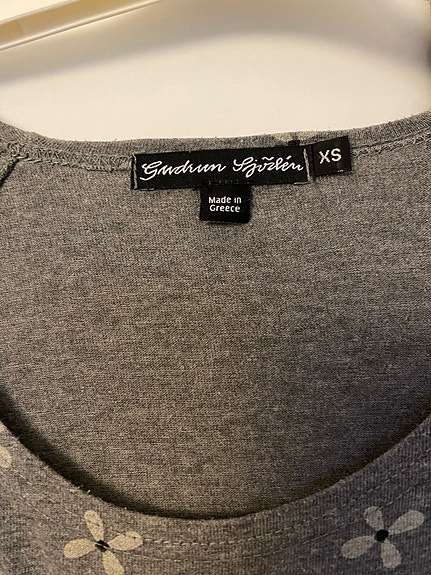 Gudrun Sjödén
XS
Made in
Greece